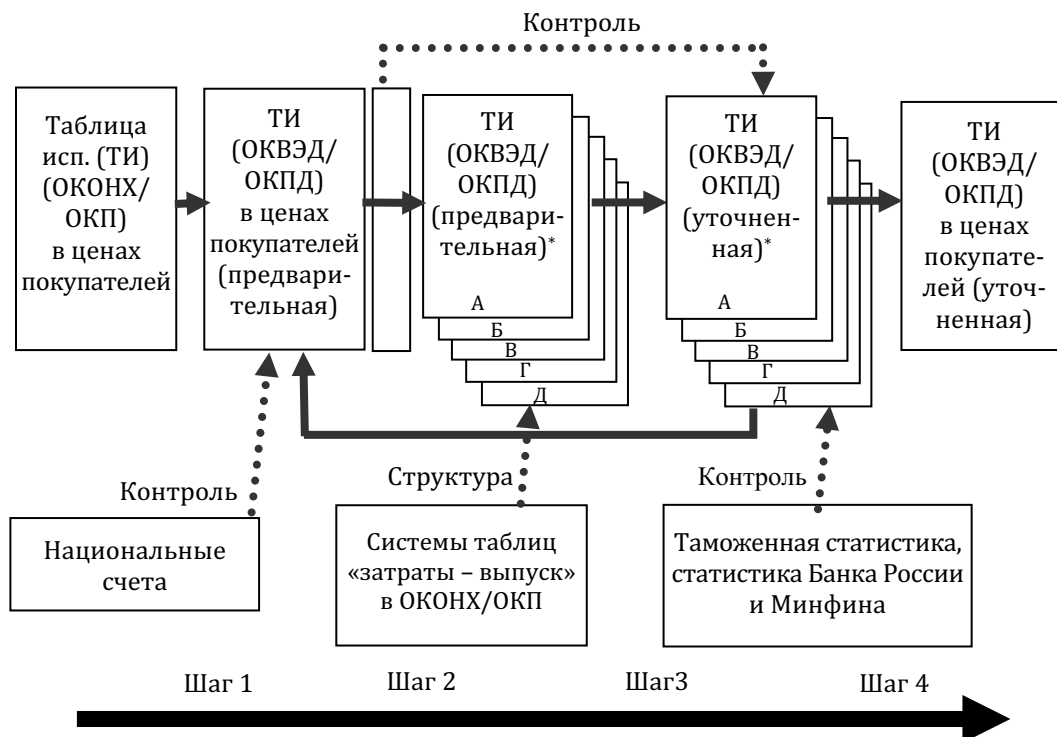 Контроль
Таблица
исп. (ТИ)
(ОКОНХ/
ОКП)
в ценах
покупателей
ТИ
(ОКВЭД/
ОКПД)
в ценах
покупателей
(предвари-
тельная)
ТИ
(ОКВЭД/
ОКПД)
(предвари-
тельная)*
А
Б
В
Г
Д
ТИ
(ОКВЭД/
ОКПД)
(уточнен-
ная)*
А
Б
В
Г
Д
ТИ
(ОКВЭД/
ОКПД)
в ценах
покупате-
лей (уточ-
ненная)
Контроль
Структура
Контроль
Национальные
счета
Системы таблиц
«затраты – выпуск»
в ОКОНХ/ОКП
Таможенная статистика,
статистика Банка России
и Минфина
Шаг 1
Шаг 2
Шаг3
Шаг 4